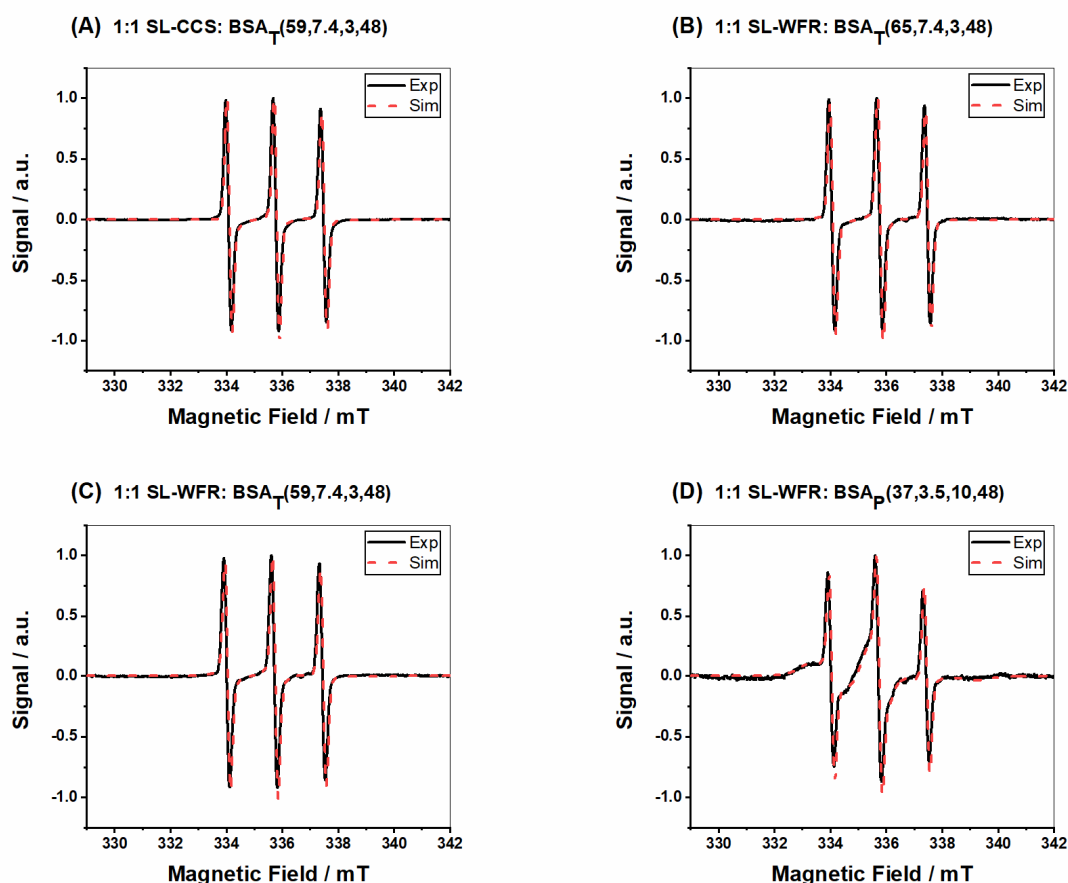 (A) 1:1 SL-CCS: BSAT(59,7.4,3,48)
Exp
Sim
1.0
0.5
0.0
-0.5
-1.0
Signal / a.u.
330 332 334 336 338 340 342
Magnetic Field / mT
(B) 1:1 SL-WFR: BSAT(65,7.4,3,48)
Exp
Sim
1.0
0.5
0.0
-0.5
-1.0
Signal / a.u.
330 332 334 336 338 340 342
Magnetic Field / mT
(C) 1:1 SL-WFR: BSAT(59,7.4,3,48)
Exp
Sim
1.0
0.5
0.0
-0.5
-1.0
Signal / a.u.
330 332 334 336 338 340 342
Magnetic Field / mT
(D) 1:1 SL-WFR: BSAP(37,3.5,10,48)
Exp
Sim
1.0
0.5
0.0
-0.5
-1.0
Signal / a.u.
330 332 334 336 338 340 342
Magnetic Field / mT